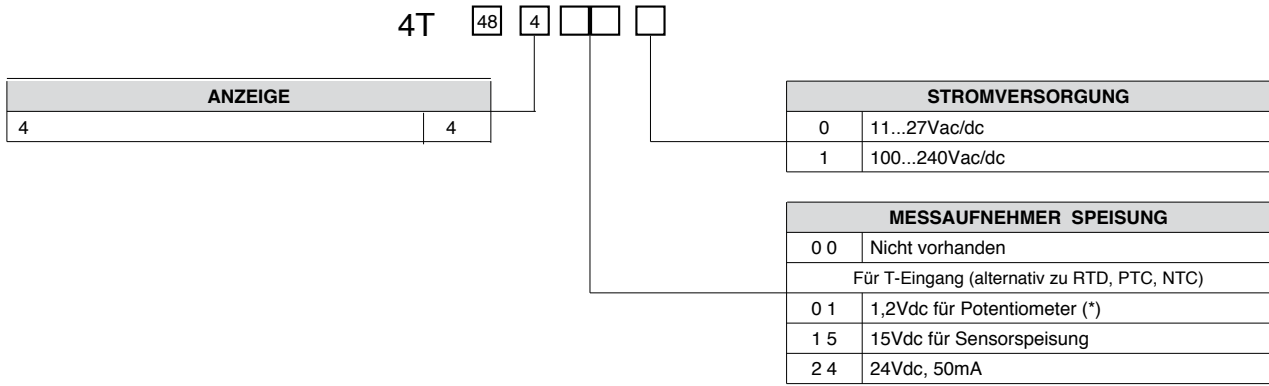 4T 48 4
ANZEIGE
4 4
STROMVERSORGUNG
0 11...27Vac/dc
1 100...240Vac/dc
MESSAUFNEHMER SPEISUNG
0 0 Nicht vorhanden
Für T-Eingang (alternativ zu RTD, PTC, NTC)
0 1 1,2Vdc für Potentiometer (*)
1 5 15Vdc für Sensorspeisung
2 4 24Vdc, 50mA